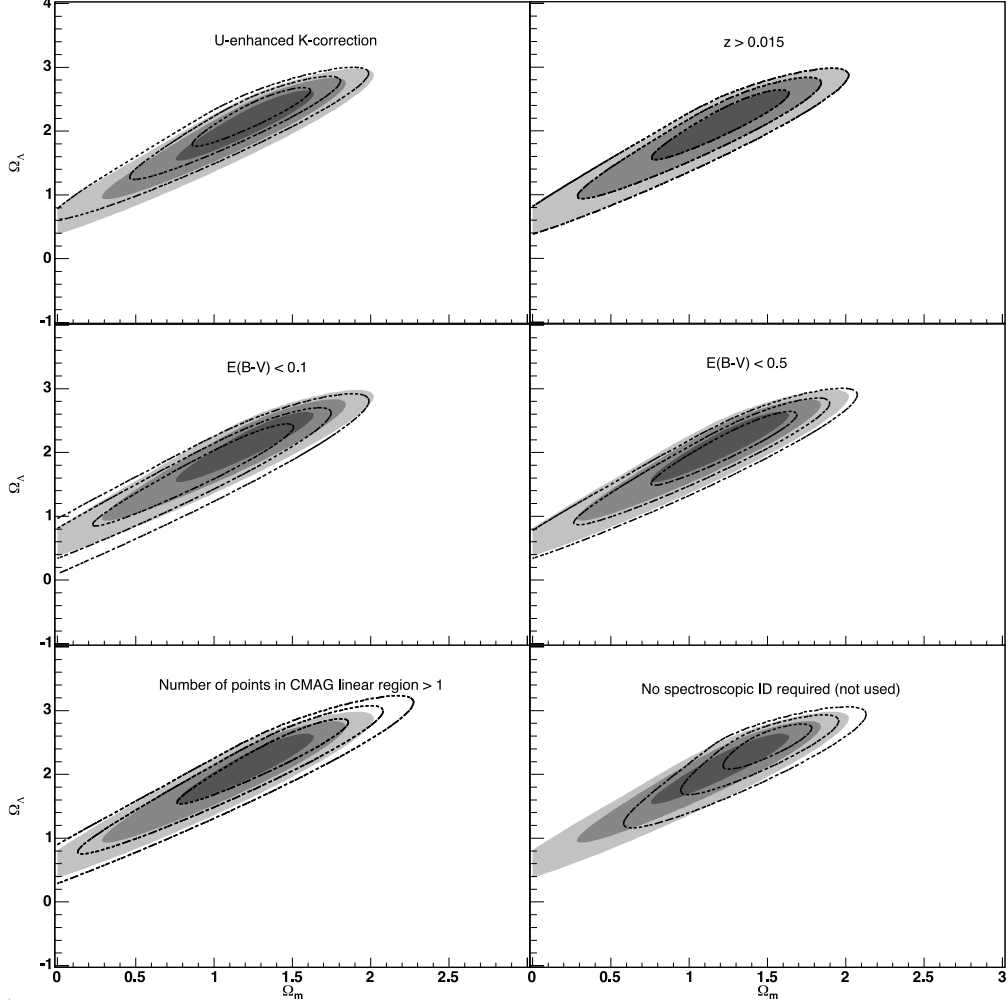 U-enhanced K-correction
z > 0.015
4
3
2
1
0
-1
Ω_Λ
E(B-V) < 0.1
E(B-V) < 0.5
3
2
1
0
-1
Ω_Λ
Number of points in CMAG linear region > 1
No spectroscopic ID required (not used)
3
2
1
0
-1
Ω_Λ
0 0.5 1 1.5 2 2.5 0 0.5 1 1.5 2 2.5 3
Ω_m Ω_m